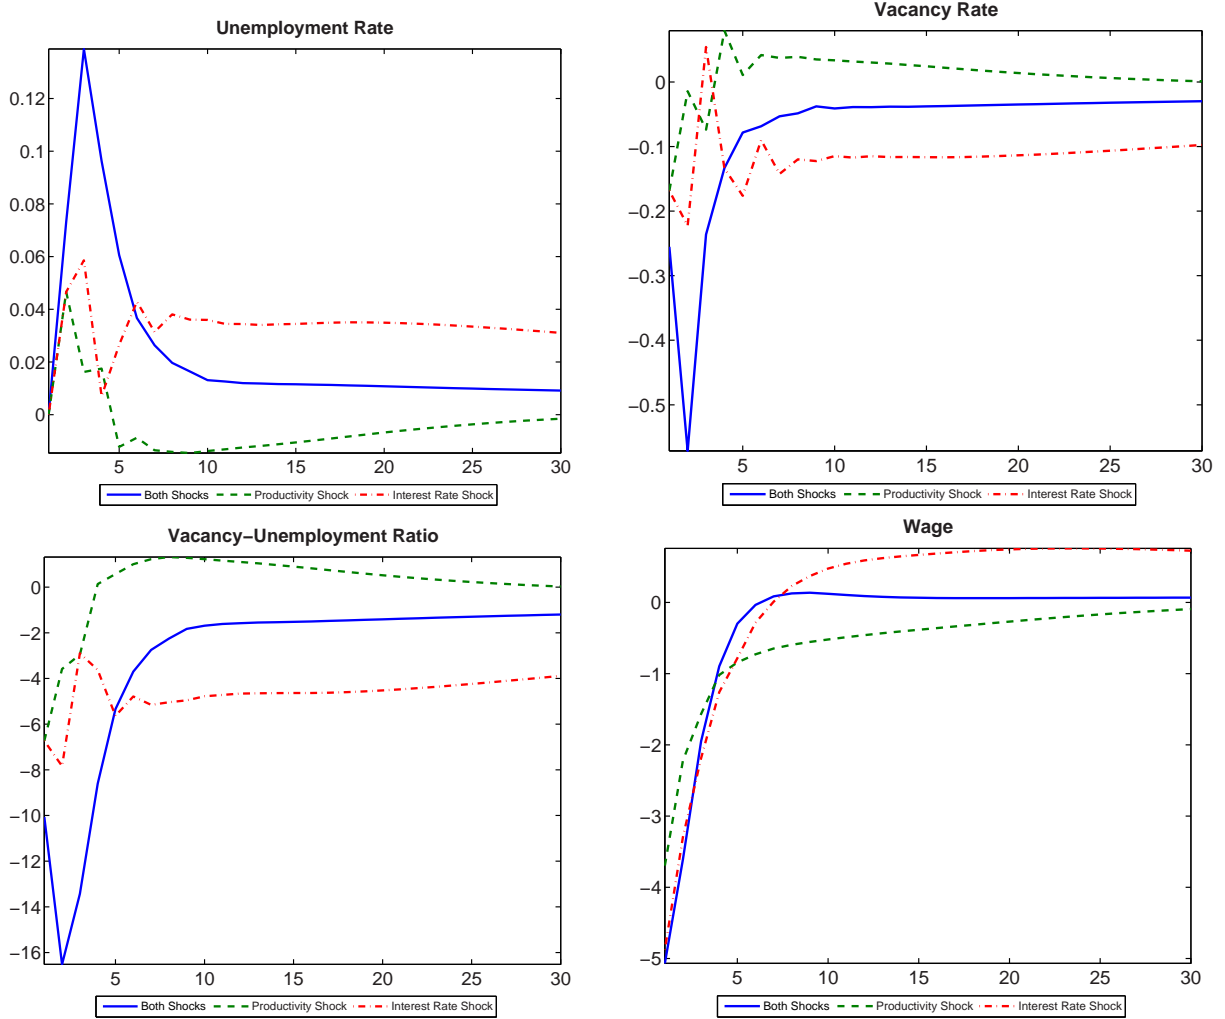 Unemployment Rate
0.12
0.1
0.08
0.06
0.04
0.02
0
5 10 15 20 25 30
Both Shocks Productivity Shock Interest Rate Shock
Vacancy Rate
0
−0.1
−0.2
−0.3
−0.4
−0.5
5 10 15 20 25 30
Both Shocks Productivity Shock Interest Rate Shock
Vacancy−Unemployment Ratio
0
−2
−4
−6
−8
−10
−12
−14
−16
5 10 15 20 25 30
Both Shocks Productivity Shock Interest Rate Shock
Wage
0
−1
−2
−3
−4
−5
5 10 15 20 25 30
Both Shocks Productivity Shock Interest Rate Shock